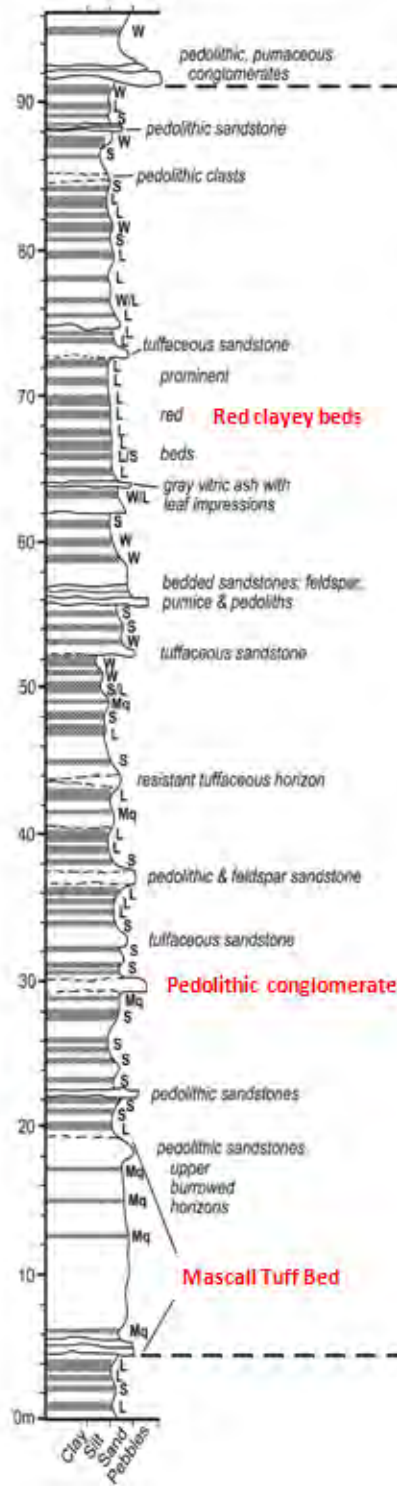 W
pedolithic, pumaceous
conglomerates
90
W
L
S
pedolithic sandstone
W
S
pedolithic clasts
S
L
L
W
S
80
L
L
W/L
L
L
L
tuffaceous sandstone
L prominent
L
70
L
L red Red clayey beds
L
L/S beds
L
gray vitric ash with
W/L leaf impressions
S
60 W
W
bedded sandstones; feldspar,
pumice & pedoliths
S
S
W
tuffaceous sandstone
W
W
50 S/L
Mq
S
L
S
resistant tuffaceous horizon
L
Mq
40 L
L
S
pedolithic & feldspar sandstone
L
L
L
S
tuffaceous sandstone
S
S
30 Pedolithic conglomerate
Mq
S
S
S
S
pedolithic sandstones
S
S
20 L
pedolithic sandstones
upper
Mq burrowed
horizons
Mq
Mq
10 Mascall Tuff Bed
Mq
L
L
S
L
0m
Clay Silt Sand Pebbles